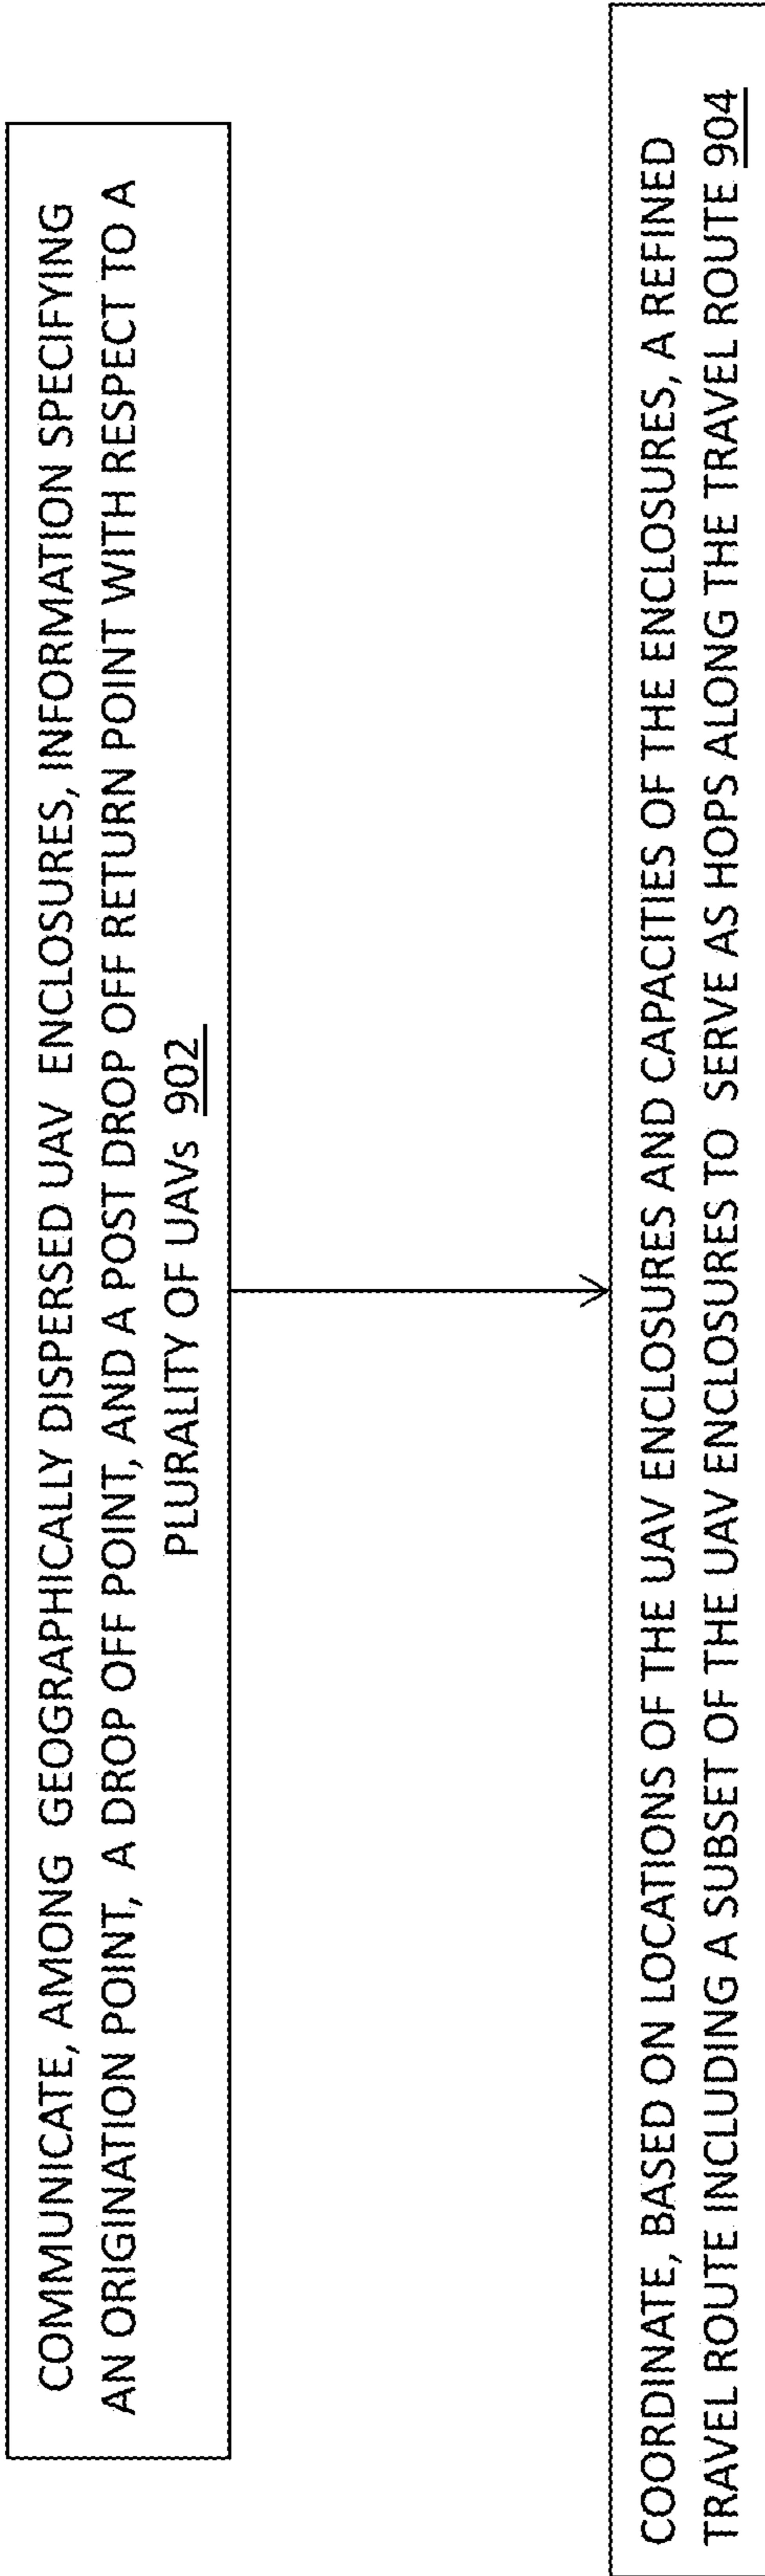 COMMUNICATE, AMONG GEOGRAPHICALLY DISPERSED UAV ENCLOSURES, INFORMATION SPECIFYING
AN ORIGINATION POINT, A DROP OFF POINT, AND A POST DROP OFF RETURN POINT WITH RESPECT TO A
PLURALITY OF UAVs 902
COORDINATE, BASED ON LOCATIONS OF THE UAV ENCLOSURES AND CAPACITIES OF THE ENCLOSURES, A REFINED
TRAVEL ROUTE INCLUDING A SUBSET OF THE UAV ENCLOSURES TO SERVE AS HOPS ALONG THE TRAVEL ROUTE 904